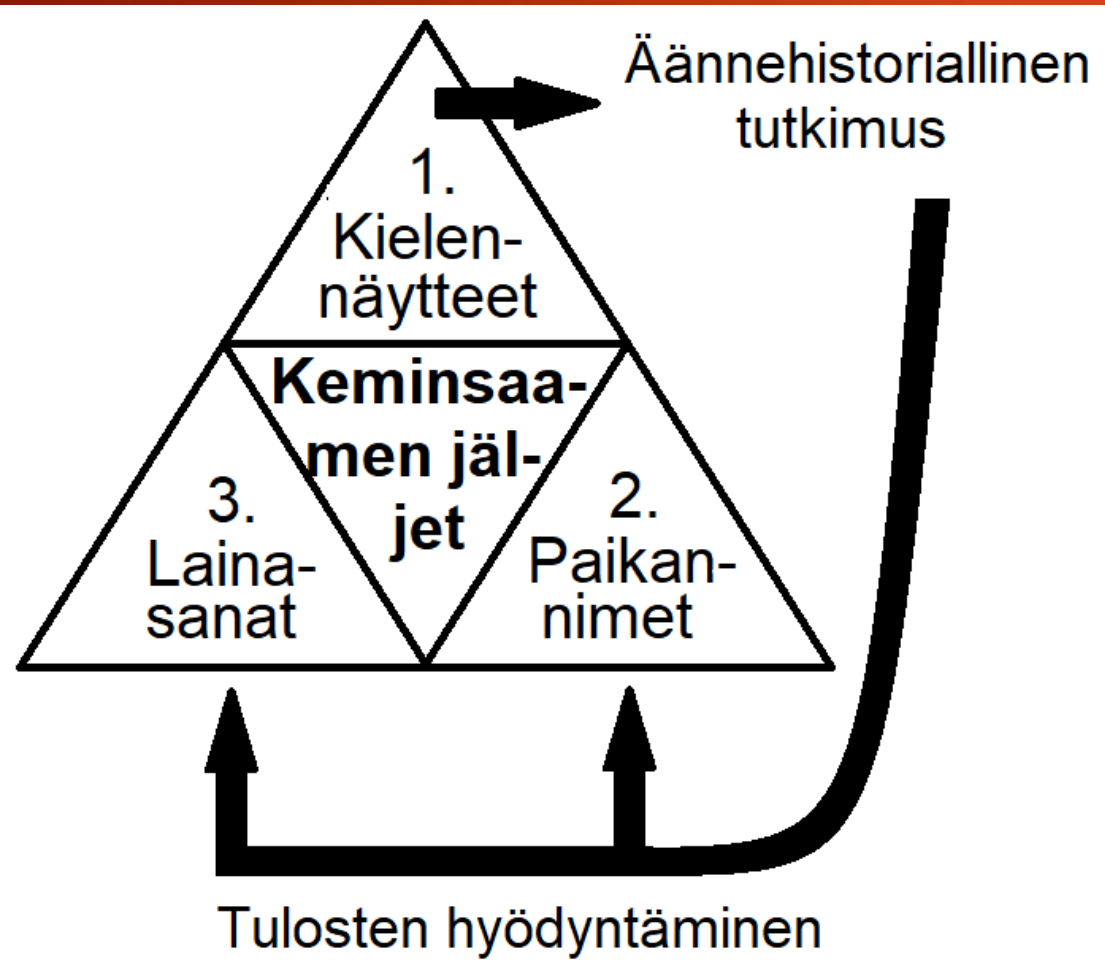 Äännehistoriallinen
tutkimus
1.
Kielen-
näytteet
Keminsaa-
men jäl-
jet
3.
Laina-
sanat
2.
Paikan-
nimet
Tulosten hyödyntäminen